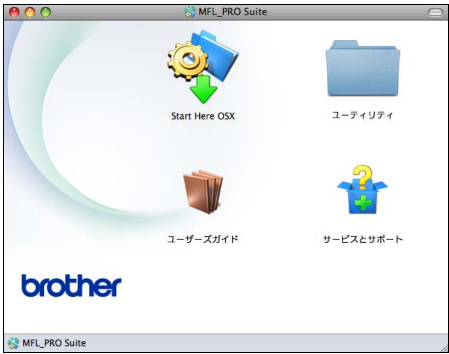 MFL_PRO Suite
Start Here OSX
ユーティリティ
ユーザーズガイド
サービスとサポート
brother
MFL_PRO Suite